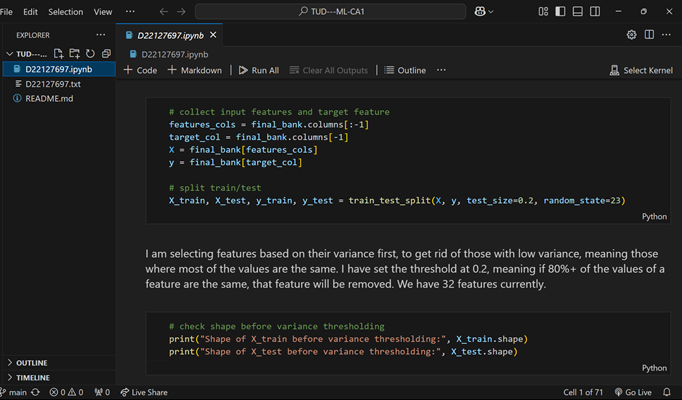 File Edit Selection View ··· TUD---ML-CA1
EXPLORER ···
TUD---...
D22127697.ipynb
D22127697.txt
README.md
OUTLINE
TIMELINE
D22127697.ipynb
D22127697.ipynb
+ Code + Markdown Run All Clear All Outputs Outline ··· Select Kernel
# collect input features and target feature
features_cols = final_bank.columns[:-1]
target_col = final_bank.columns[-1]
X = final_bank[features_cols]
y = final_bank[target_col]
# split train/test
X_train, X_test, y_train, y_test = train_test_split(X, y, test_size=0.2, random_state=23)
Python
I am selecting features based on their variance first, to get rid of those with low variance, meaning those
where most of the values are the same. I have set the threshold at 0.2, meaning if 80%+ of the values of a
feature are the same, that feature will be removed. We have 32 features currently.
# check shape before variance thresholding
print("Shape of X_train before variance thresholding:", X_train.shape)
print("Shape of X_test before variance thresholding:", X_test.shape)
Python
main 0 0 0 Live Share Cell 1 of 71 Go Live